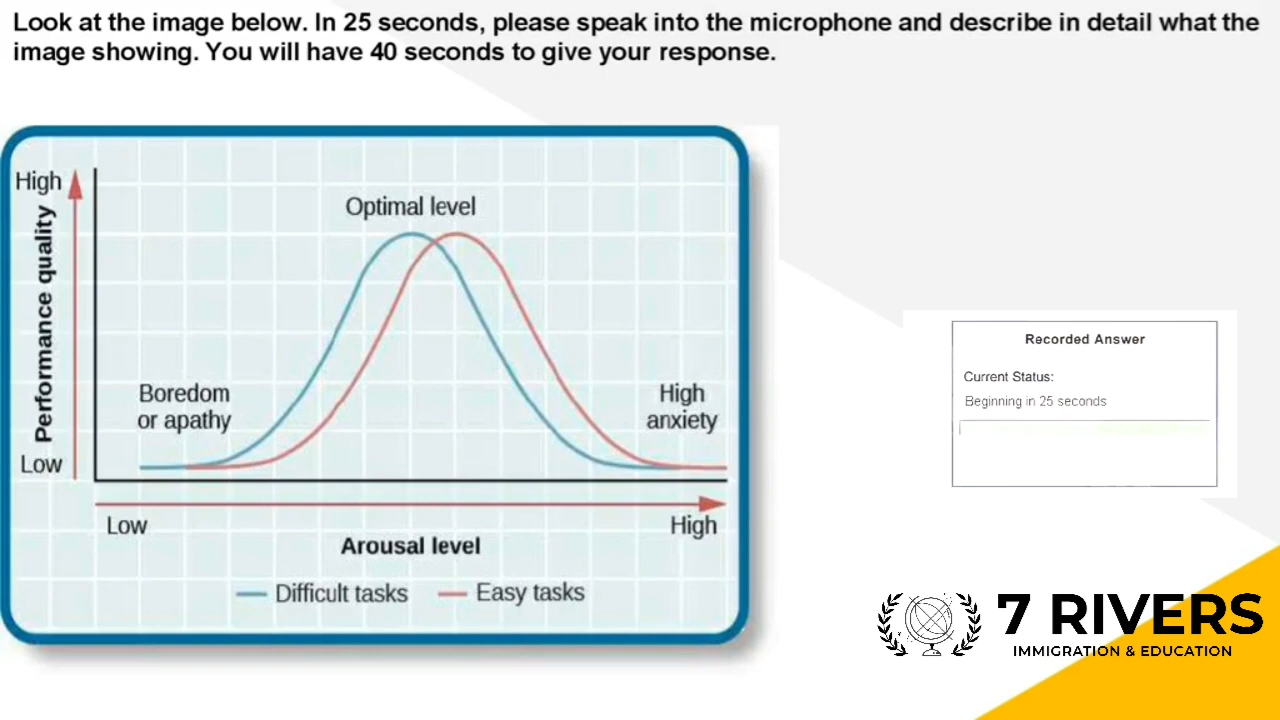 Look at the image below. In 25 seconds, please speak into the microphone and describe in detail what the
image showing. You will have 40 seconds to give your response.
High
Performance quality
Low
Optimal level
Boredom
or apathy
High
anxiety
Low
High
Arousal level
Difficult tasks
Easy tasks
Recorded Answer
Current Status:
Beginning in 25 seconds
7 RIVERS
IMMIGRATION & EDUCATION